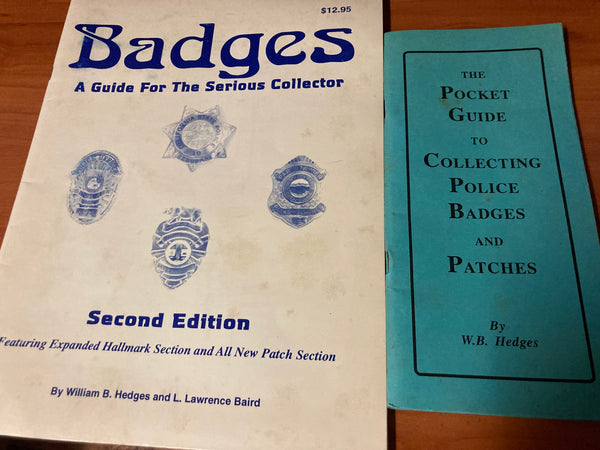 $12.95
Badges
A Guide For The Serious Collector
Second Edition
Featuring Expanded Hallmark Section and All New Patch Section
By William B. Hedges and L. Lawrence Baird
THE
POCKET
GUIDE
TO
COLLECTING
POLICE
BADGES
AND
PATCHES
By
W.B. Hedges